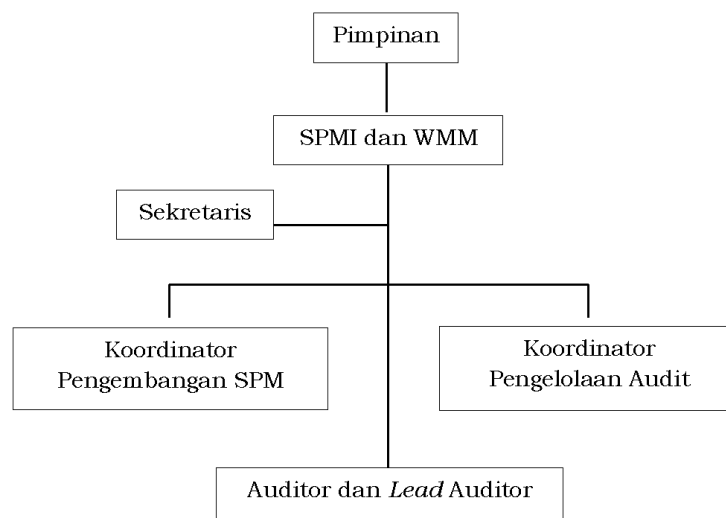 Pimpinan
SPMI dan WMM
Sekretaris
Koordinator
Pengembangan SPM
Koordinator
Pengelolaan Audit
Auditor dan Lead Auditor